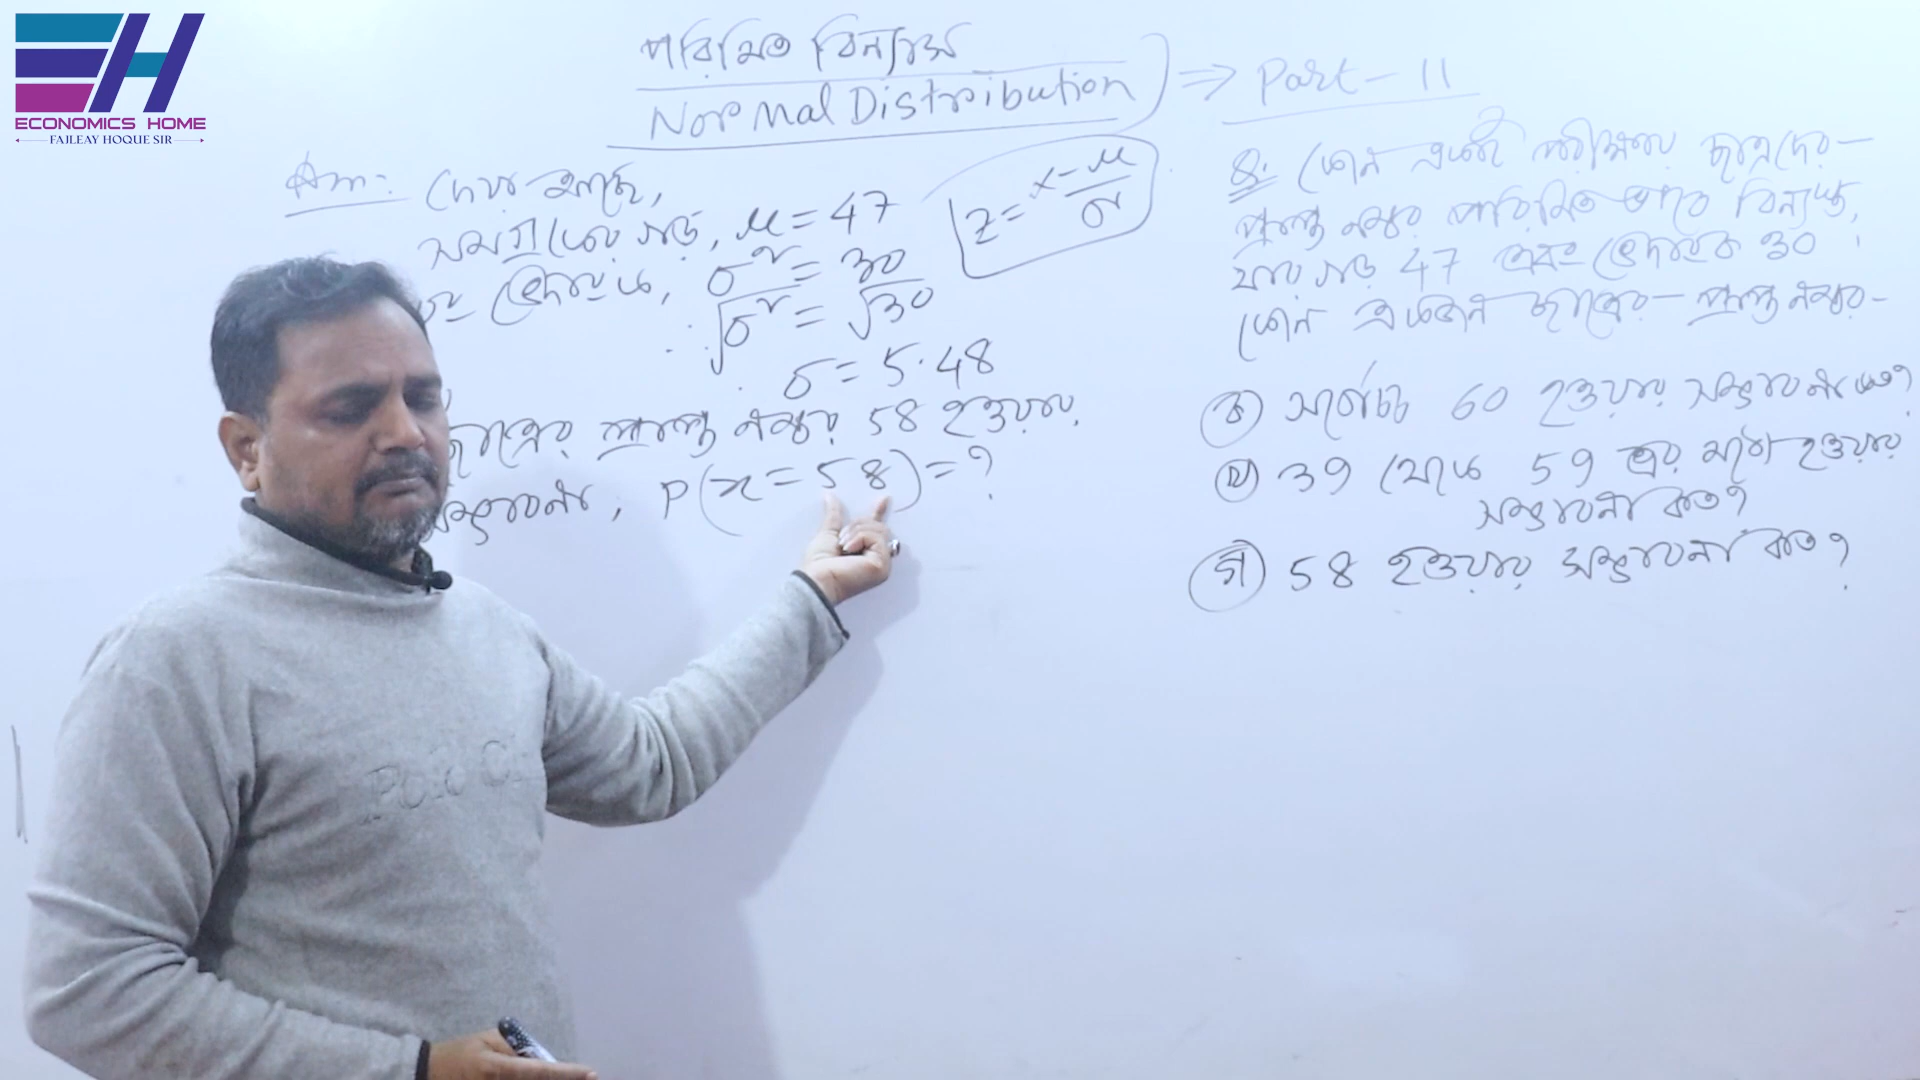 ECONOMICS HOME
FAJLEAY HOQUE SIR
পরিমিত বিন্যাস
Normal Distribution ⇒ Part - 11
Ans:- দেয়া আছে,
সমগ্রকের গড়, μ = 47
ভেদাংক, σ² = 30
√σ² = √30
σ = 5.48
ছাত্রের প্রাপ্ত নম্বর 58 হওয়ার
সম্ভাবনা, P(x = 58) = ?
z = x - μ / σ
Q: কোন একটি পরীক্ষায় ছাত্রদের
প্রাপ্ত নম্বর পরিমিত ভাবে বিন্যস্ত,
যার গড় 47 এবং ভেদাংক 30 ।
কোন একজন ছাত্রের প্রাপ্ত নম্বর-
ক) সর্বোচ্চ 60 হওয়ার সম্ভাবনা কত?
খ) 39 থেকে 59 এর মধ্যে হওয়ার
সম্ভাবনা কত?
গ) 58 হওয়ার সম্ভাবনা কত?
POLO